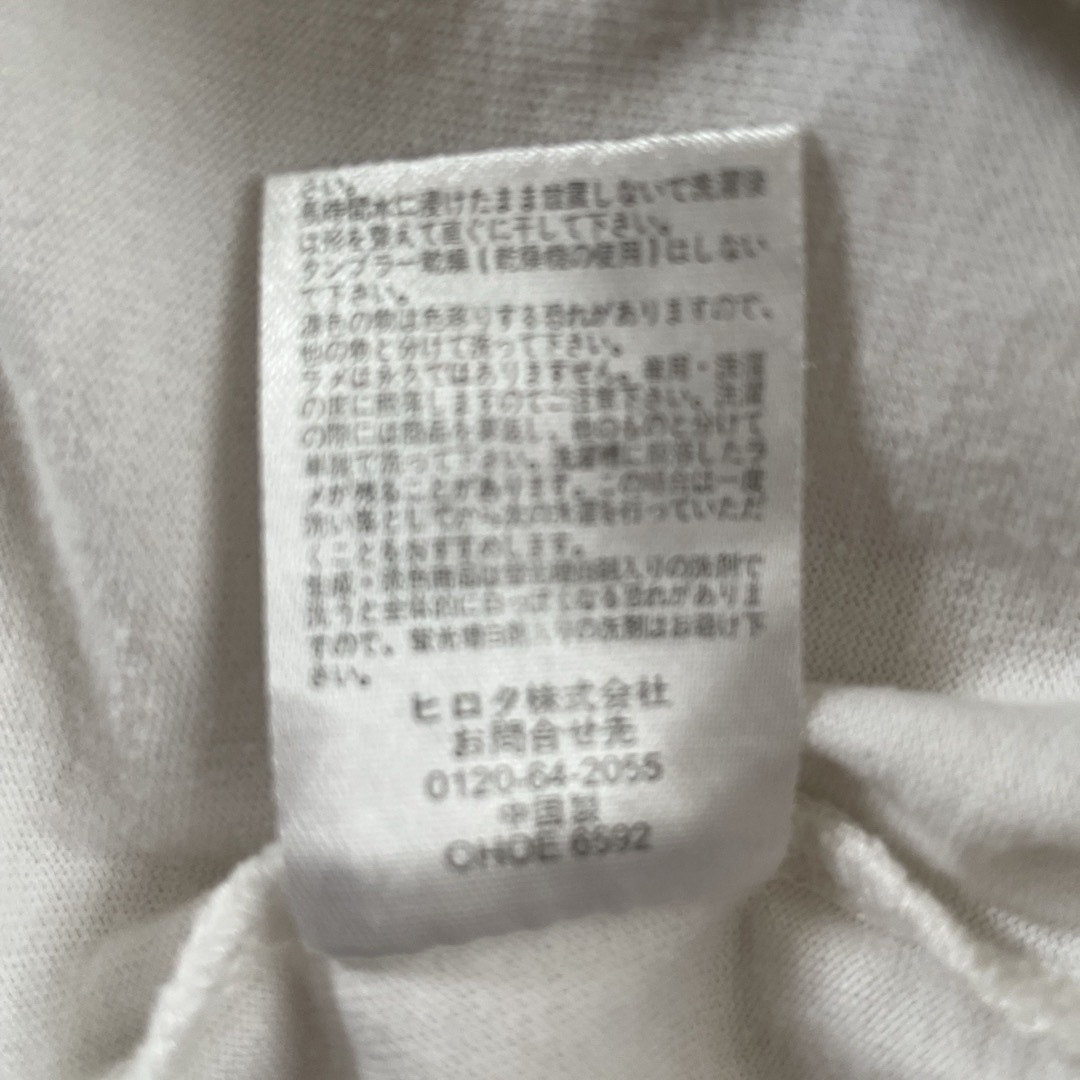 さい。
長時間水に浸けたまま放置しないで洗濯後
は形を整えて直ぐに干して下さい。
タンブラー乾燥(乾燥機の使用)はしない
で下さい。
濃色の物は色移りする恐れがありますので、
他の物と分けて洗って下さい。
ラメは永久ではありません。着用・洗濯
の度に脱落しますのでご注意下さい。洗濯
の際には商品を裏返し、他のものと分けて
単独で洗って下さい。洗濯槽に脱落したラ
メが残ることがあります。この場合は一度
洗い落としてから次の洗濯を行っていただ
くことをおすすめします。
生成・淡色商品は蛍光増白剤入りの洗剤で
洗うと全体的に白っぽくなる恐れがありま
すので、蛍光増白剤入りの洗剤はお避け下
さい。
ヒロタ株式会社
お問合せ先
0120-64-2055
中国製
OHOE 6592